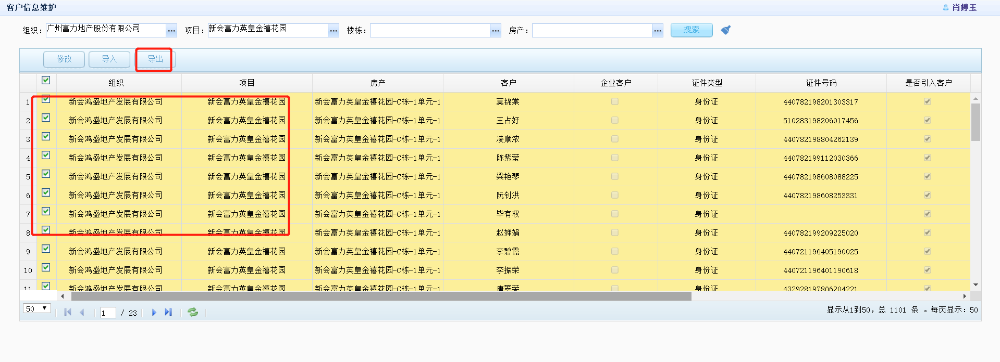 客户信息维护 肖婷玉
组织： 广州富力地产股份有限公司 ... 项目： 新会富力英皇金禧花园 ... 楼栋： ... 房产： ... 搜索
修改 导入 导出
组织 项目 房产 客户 企业客户 证件类型 证件号码 是否引入客户
1 新会鸿盛地产发展有限公司 新会富力英皇金禧花园 新会富力英皇金禧花园-C栋-1单元-1 莫锦棠 身份证 440782198201303317
2 新会鸿盛地产发展有限公司 新会富力英皇金禧花园 新会富力英皇金禧花园-C栋-1单元-1 王占好 身份证 510283198206017456
3 新会鸿盛地产发展有限公司 新会富力英皇金禧花园 新会富力英皇金禧花园-C栋-1单元-1 凌顺浓 身份证 440782198804262139
4 新会鸿盛地产发展有限公司 新会富力英皇金禧花园 新会富力英皇金禧花园-C栋-1单元-1 陈紫莹 身份证 440782199112030366
5 新会鸿盛地产发展有限公司 新会富力英皇金禧花园 新会富力英皇金禧花园-C栋-1单元-1 梁艳琴 身份证 440782198608088225
6 新会鸿盛地产发展有限公司 新会富力英皇金禧花园 新会富力英皇金禧花园-C栋-1单元-1 阮钊洪 身份证 440782198608253331
7 新会鸿盛地产发展有限公司 新会富力英皇金禧花园 新会富力英皇金禧花园-C栋-1单元-1 毕有权 身份证
8 新会鸿盛地产发展有限公司 新会富力英皇金禧花园 新会富力英皇金禧花园-C栋-1单元-1 赵婵娟 身份证 440782199209225020
9 新会鸿盛地产发展有限公司 新会富力英皇金禧花园 新会富力英皇金禧花园-C栋-1单元-1 李碧霞 身份证 440721196405190025
10 新会鸿盛地产发展有限公司 新会富力英皇金禧花园 新会富力英皇金禧花园-C栋-1单元-1 李振荣 身份证 440721196401190618
11 新会鸿盛地产发展有限公司 新会富力英皇金禧花园 新会富力英皇金禧花园-C栋-1单元-1 唐翠荣 身份证 432928197806204221
50 1 / 23 显示从1到50，总 1101 条 。每页显示：50